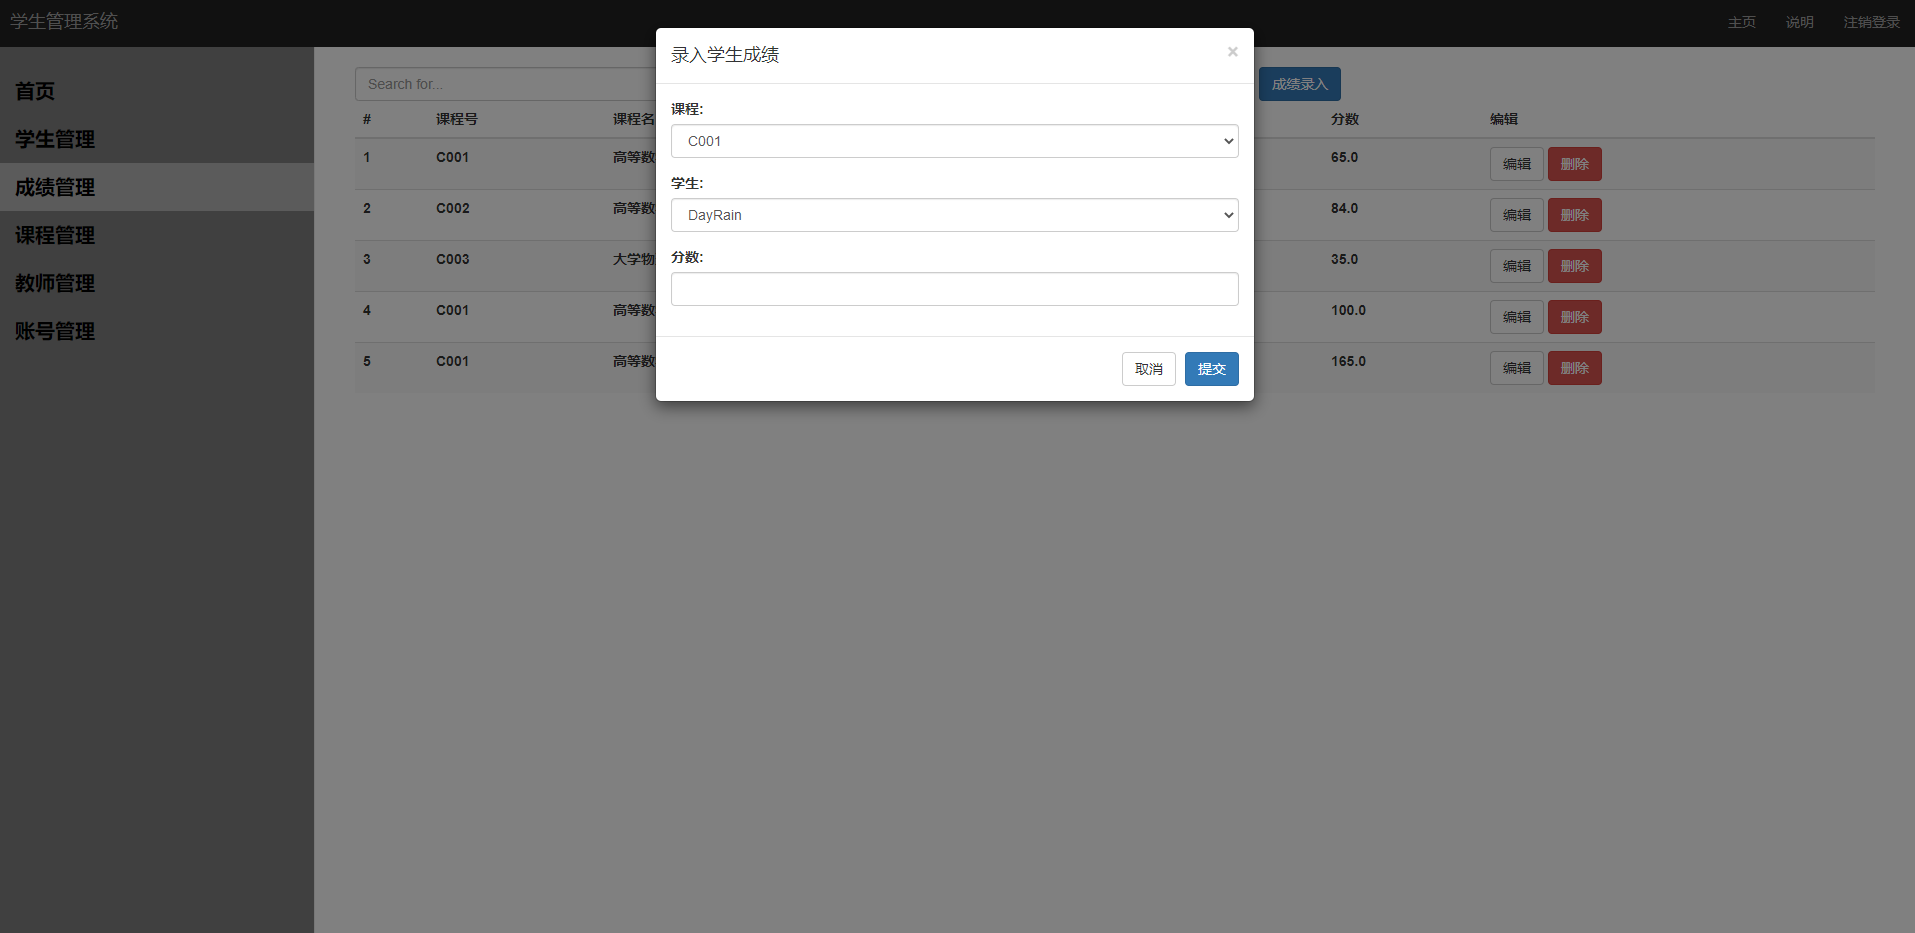 学生管理系统 主页 说明 注销登录
首页
学生管理
成绩管理
课程管理
教师管理
账号管理
录入学生成绩 ×
课程:
C001
学生:
DayRain
分数:
取消 提交
Search for... 成绩录入
# 课程号 课程名 分数 编辑
1 C001 高等数 65.0 编辑 删除
2 C002 高等数 84.0 编辑 删除
3 C003 大学物 35.0 编辑 删除
4 C001 高等数 100.0 编辑 删除
5 C001 高等数 165.0 编辑 删除